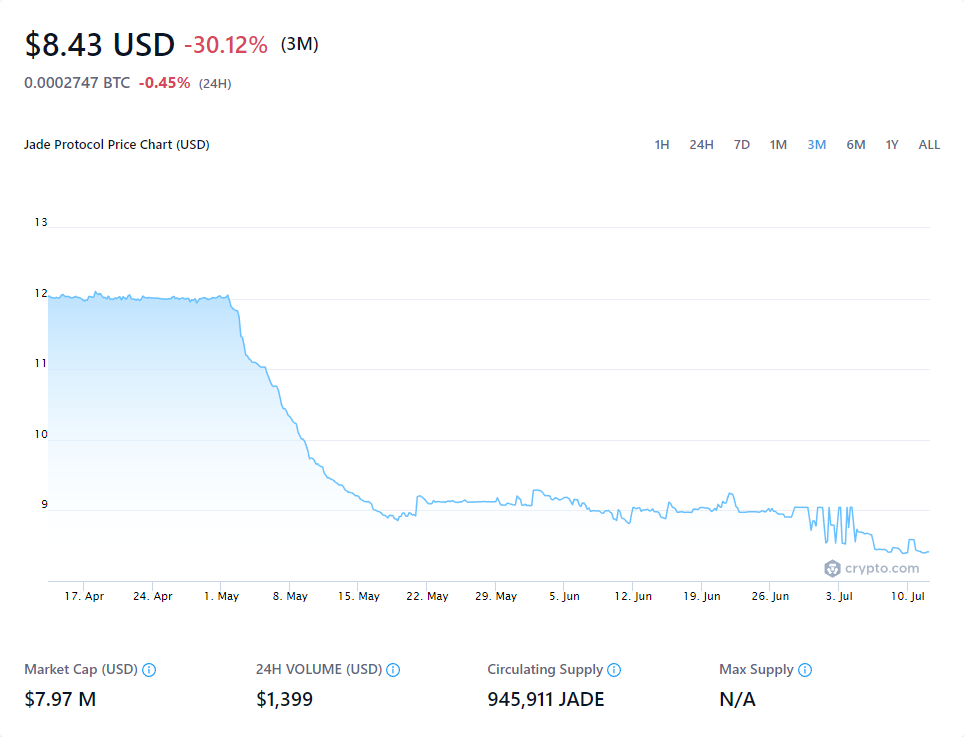 $8.43 USD -30.12% (3M)
0.0002747 BTC -0.45% (24H)
Jade Protocol Price Chart (USD) 1H 24H 7D 1M 3M 6M 1Y ALL
13
12
11
10
9
crypto.com
17. Apr 24. Apr 1. May 8. May 15. May 22. May 29. May 5. Jun 12. Jun 19. Jun 26. Jun 3. Jul 10. Jul
Market Cap (USD) 24H VOLUME (USD) Circulating Supply Max Supply
$7.97 M $1,399 945,911 JADE N/A